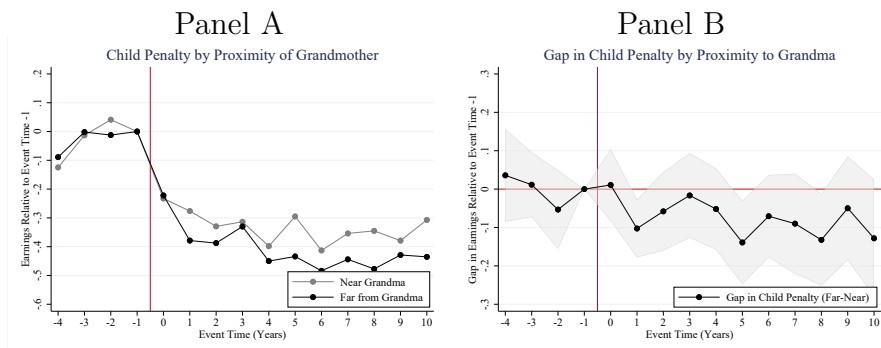 Panel A
Child Penalty by Proximity of Grandmother
Earnings Relative to Event Time -1
.2
.1
0
-.1
-.2
-.3
-.4
-.5
-.6
-4 -3 -2 -1 0 1 2 3 4 5 6 7 8 9 10
Event Time (Years)
Near Grandma
Far from Grandma
Panel B
Gap in Child Penalty by Proximity to Grandma
Gap in Earnings Relative to Event Time -1
.3
.2
.1
0
-.1
-.2
-.3
-4 -3 -2 -1 0 1 2 3 4 5 6 7 8 9 10
Event Time (Years)
Gap in Child Penalty (Far-Near)